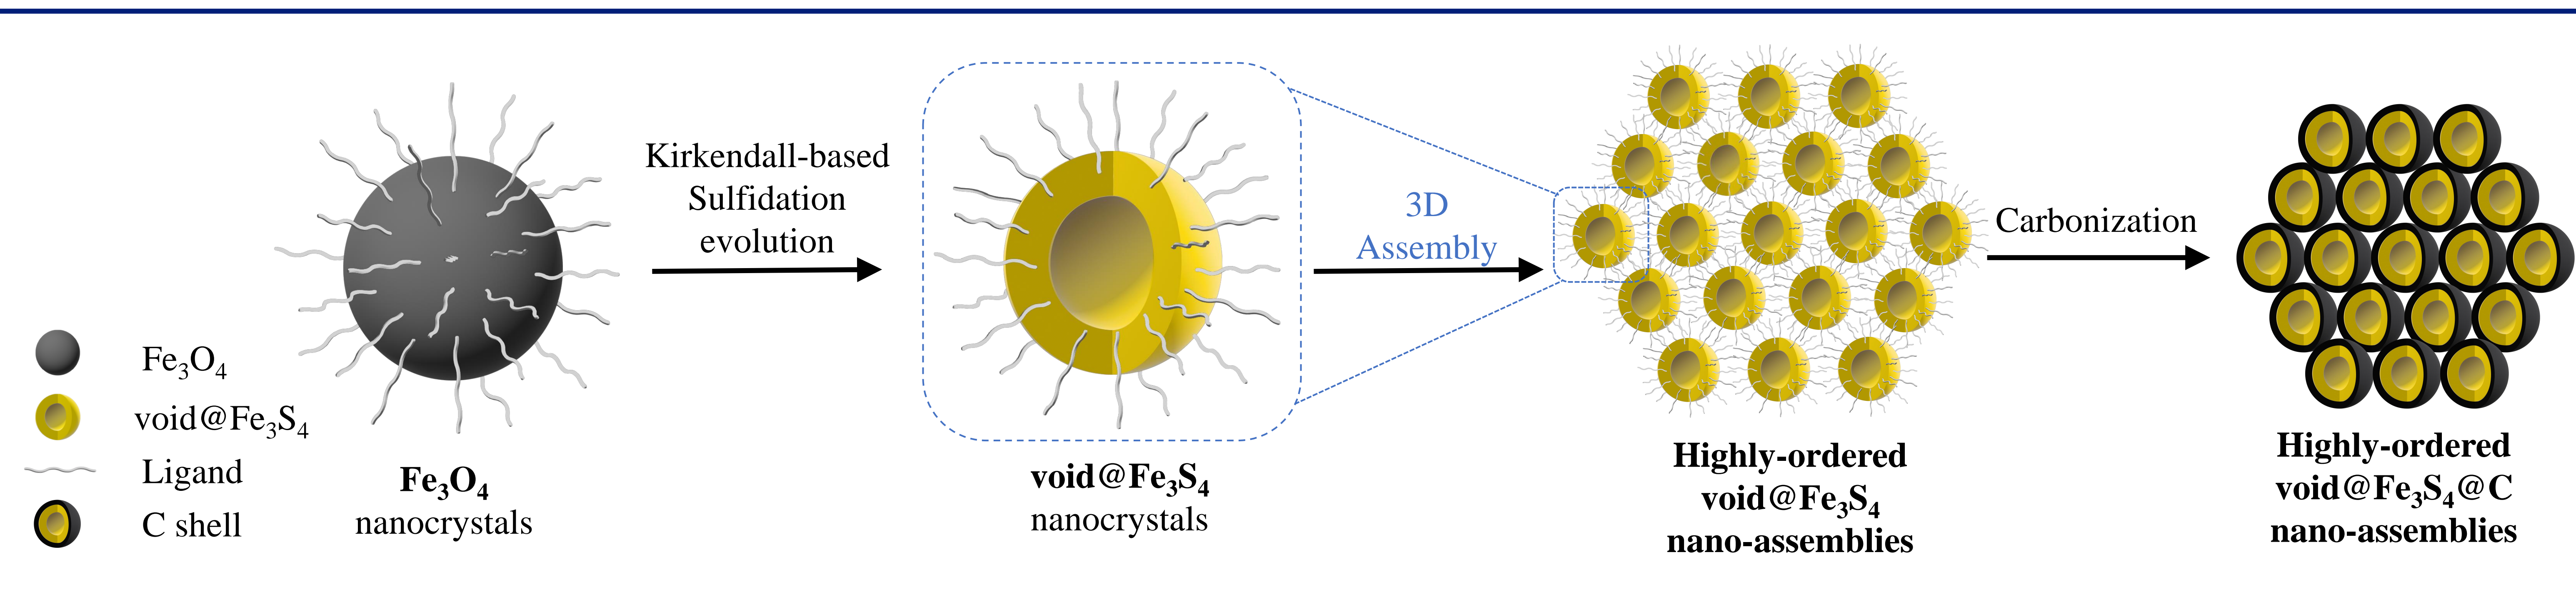 Fe₃O₄
void@Fe₃S₄
Ligand
C shell
Fe₃O₄
nanocrystals
Kirkendall-based
Sulfidation
evolution
void@Fe₃S₄
nanocrystals
3D
Assembly
Highly-ordered
void@Fe₃S₄
nano-assemblies
Carbonization
Highly-ordered
void@Fe₃S₄@C
nano-assemblies